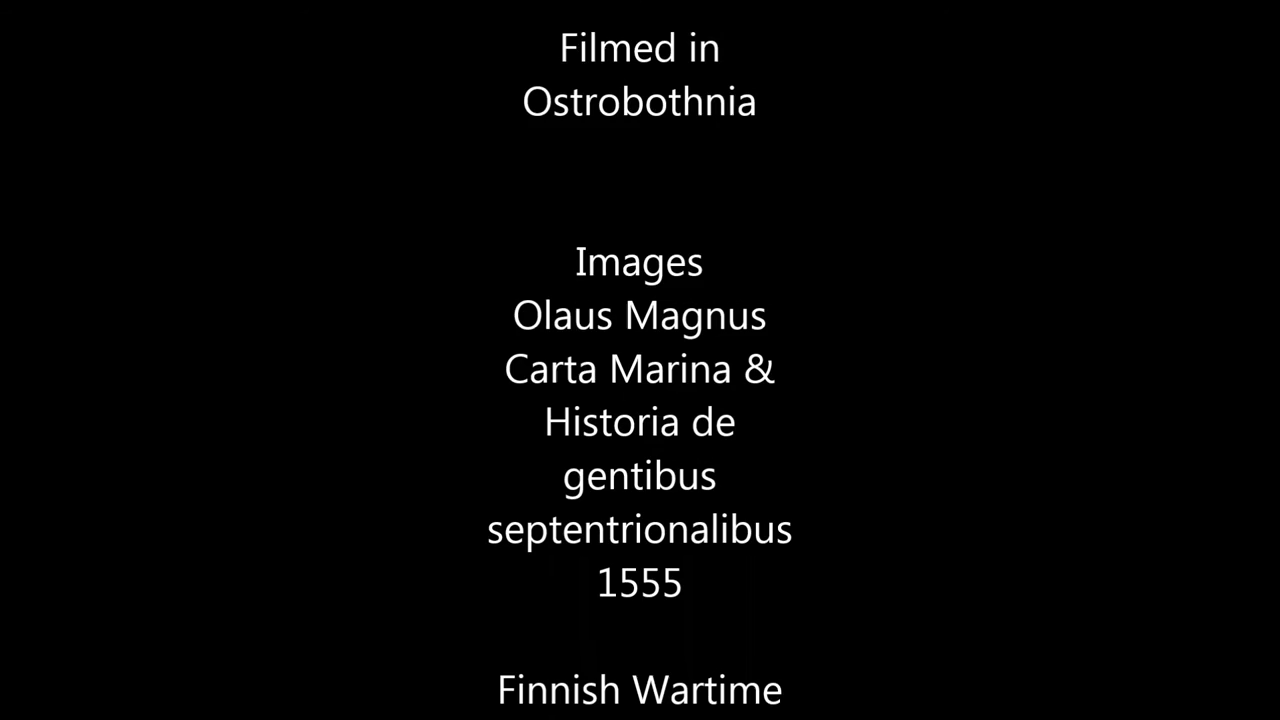 Filmed in
Ostrobothnia
Images
Olaus Magnus
Carta Marina &
Historia de
gentibus
septentrionalibus
1555
Finnish Wartime